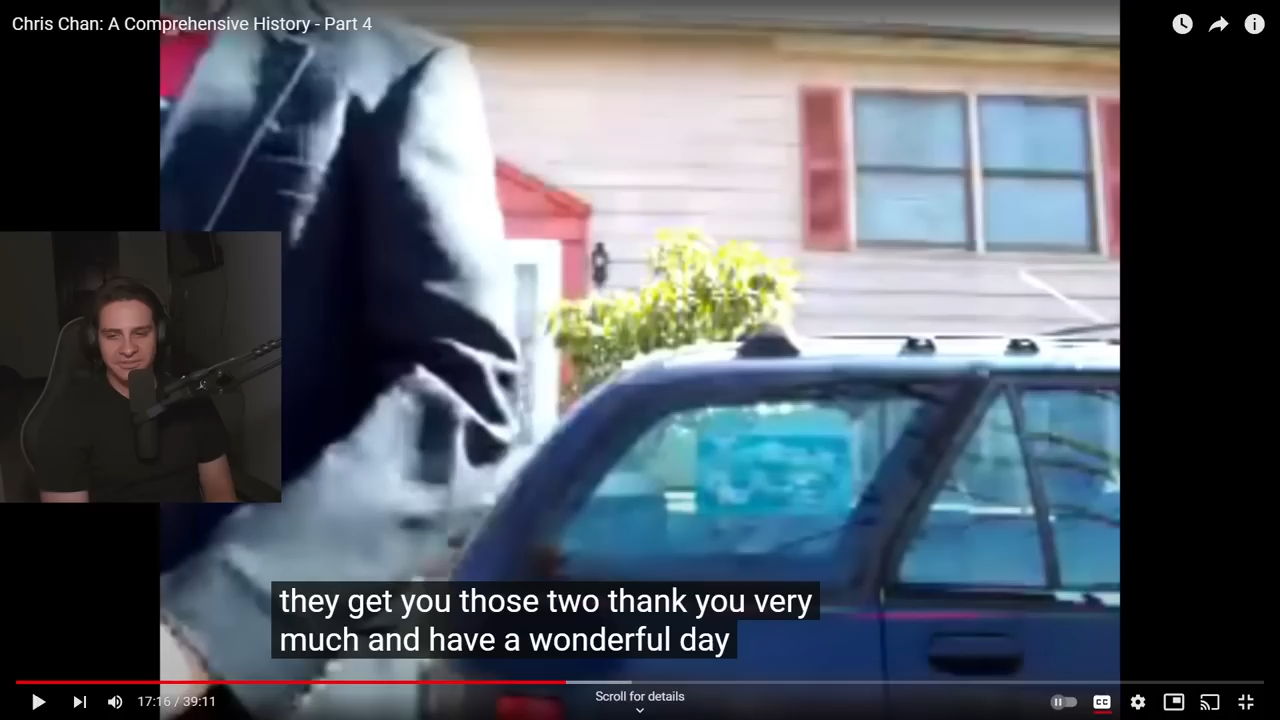 Chris Chan: A Comprehensive History - Part 4
they get you those two thank you very
much and have a wonderful day
17:16 / 39:11
Scroll for details
CC